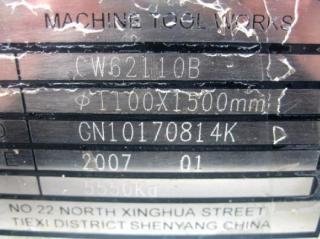 MACHINE TOOL WORKS
CW62110B
Φ1100X1500mm
GN10170814K
2007 01
5550Kg
NO 22 NORTH XINGHUA STREET
TIEXI DISTRICT SHENYANG CHINA